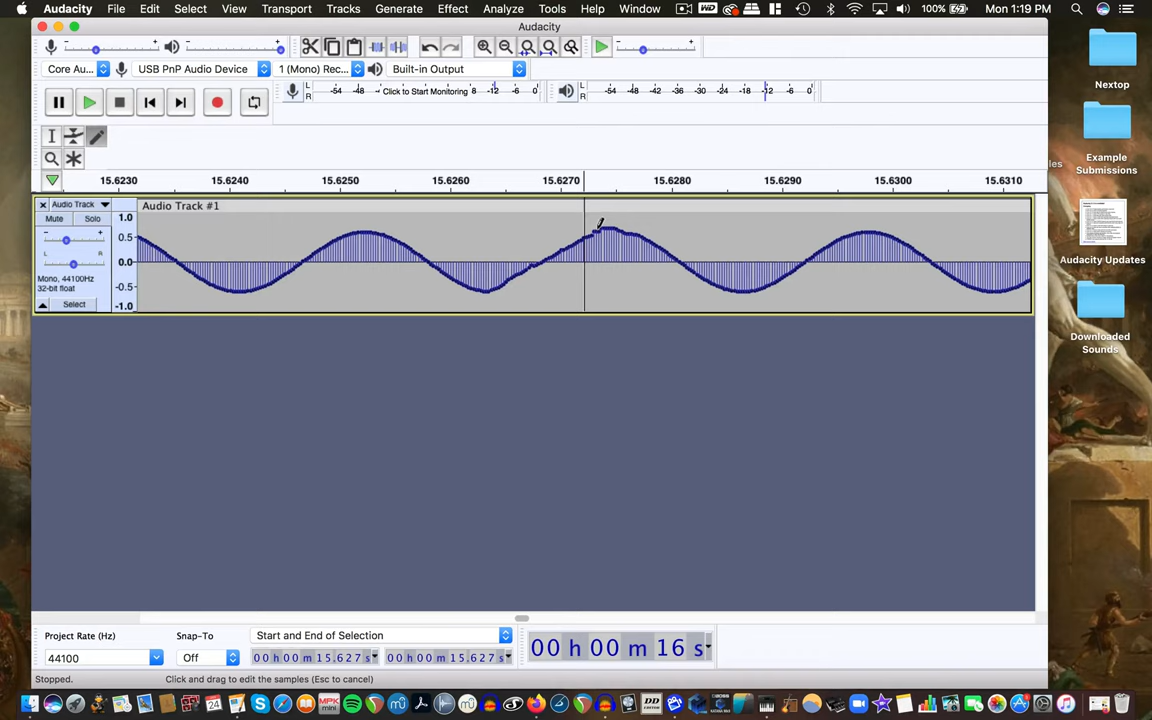 Audacity File Edit Select View Transport Tracks Generate Effect Analyze Tools Help Window 100% Mon 1:19 PM
Audacity
Core Au... USB PnP Audio Device 1 (Mono) Rec... Built-in Output
L R -54 -48 - Click to Start Monitoring 8 -12 -6 0 L R -54 -48 -42 -36 -30 -24 -18 -12 -6 0
15.6230 15.6240 15.6250 15.6260 15.6270 15.6280 15.6290 15.6300 15.6310
Audio Track 1.0 Audio Track #1
Mute Solo
- + 0.5
L R 0.0
Mono, 44100Hz
32-bit float -0.5
Select -1.0
Project Rate (Hz) Snap-To Start and End of Selection
44100 Off 00 h 00 m 15.627 s 00 h 00 m 15.627 s 00 h 00 m 16 s
Stopped. Click and drag to edit the samples (Esc to cancel)
Nextop
les
Example
Submissions
Audacity Updates
Downloaded
Sounds